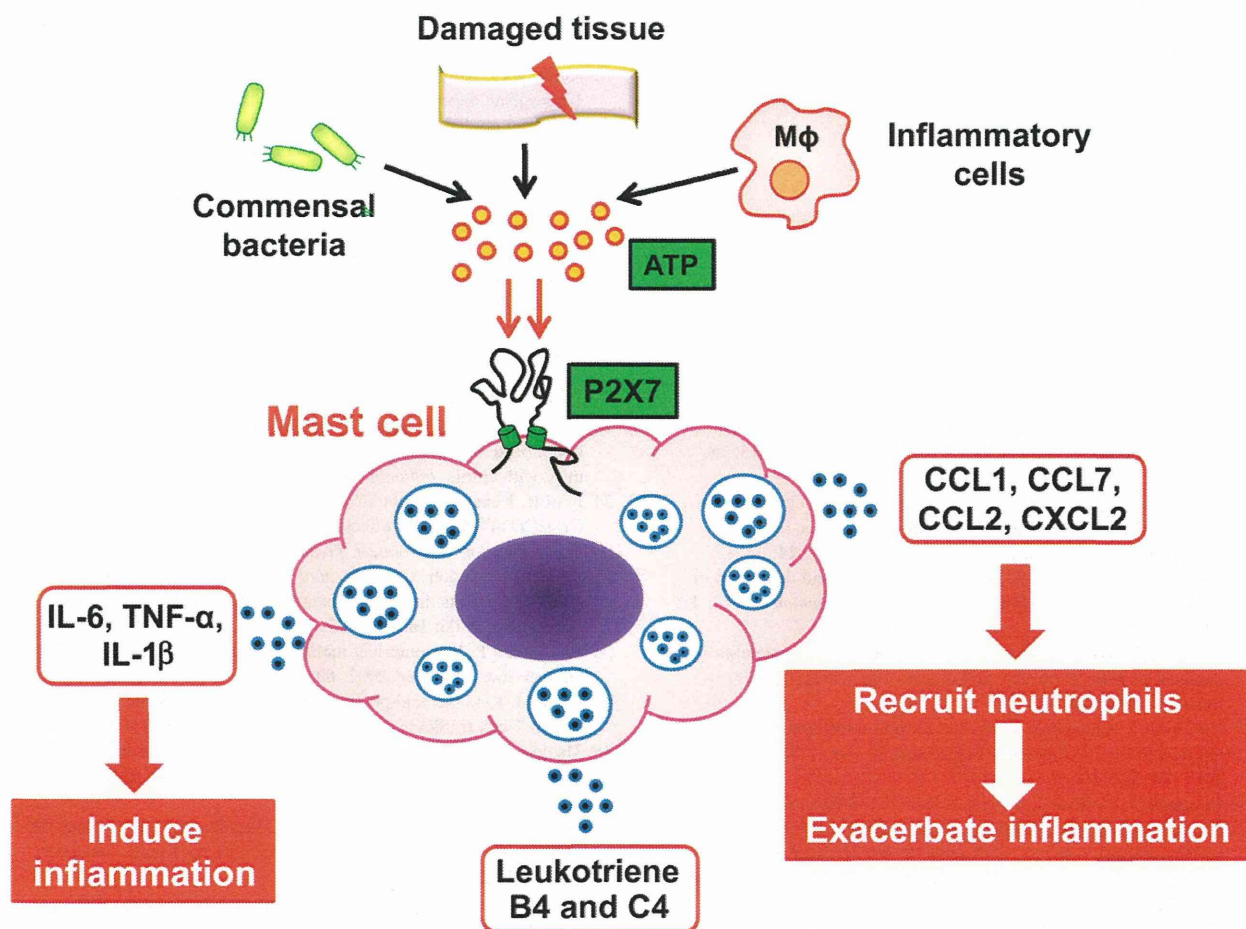 Damaged tissue
Mϕ
Inflammatory
cells
Commensal
bacteria
ATP
P2X7
Mast cell
CCL1, CCL7,
CCL2, CXCL2
IL-6, TNF-α,
IL-1β
Recruit neutrophils
Induce
inflammation
Exacerbate inflammation
Leukotriene
B4 and C4